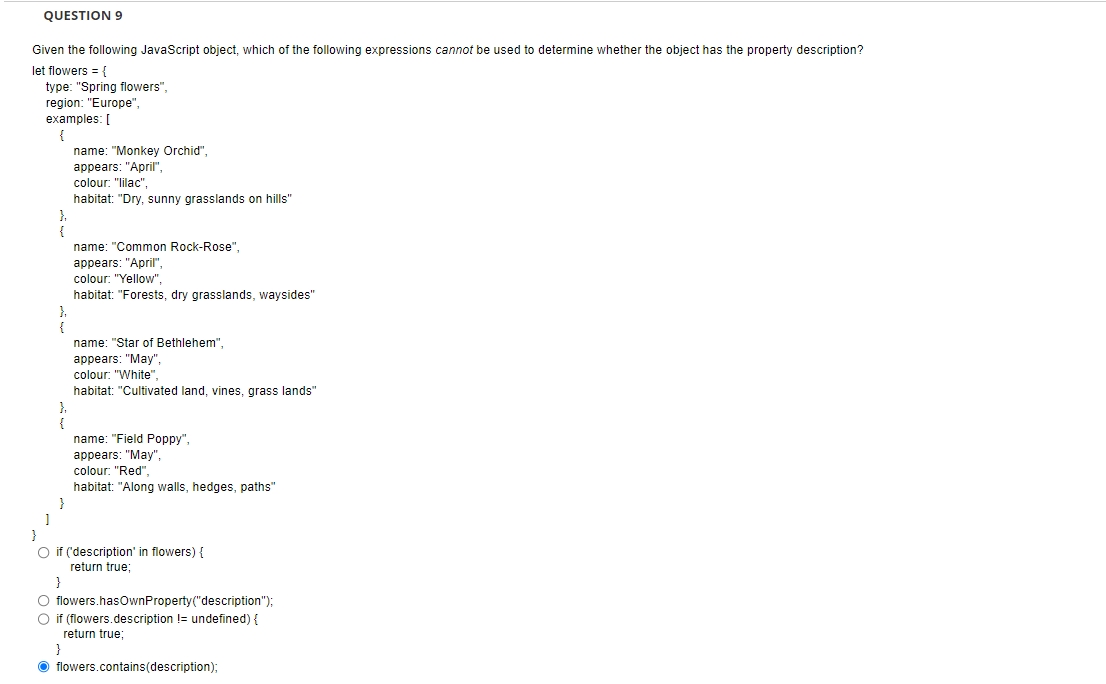 QUESTION 9
Given the following JavaScript object, which of the following expressions cannot be used to determine whether the object has the property description?
let flowers = {
type: "Spring flowers",
region: "Europe",
examples: [
{
name: "Monkey Orchid",
appears: "April",
colour: "lilac",
habitat: "Dry, sunny grasslands on hills"
},
{
name: "Common Rock-Rose",
appears: "April",
colour: "Yellow",
habitat: "Forests, dry grasslands, waysides"
},
{
name: "Star of Bethlehem",
appears: "May",
colour: "White",
habitat: "Cultivated land, vines, grass lands"
},
{
name: "Field Poppy",
appears: "May",
colour: "Red",
habitat: "Along walls, hedges, paths"
}
]
}
if ('description' in flowers) {
return true;
}
flowers.hasOwnProperty("description");
if (flowers.description != undefined) {
return true;
}
flowers.contains(description);